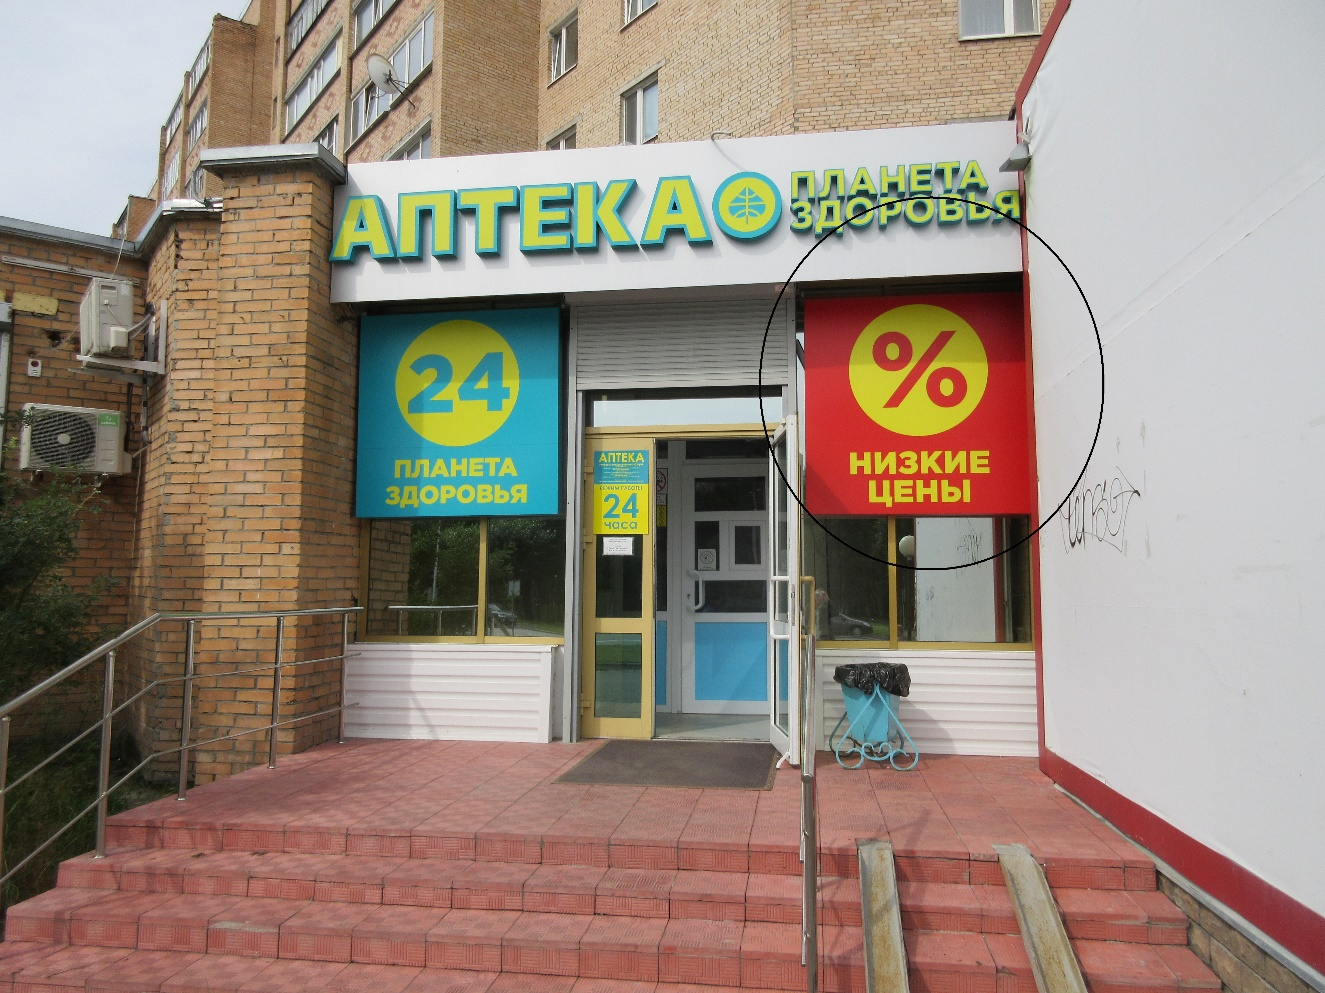 АПТЕКА
ПЛАНЕТА
ЗДОРОВЬЯ
24
ПЛАНЕТА
ЗДОРОВЬЯ
%
НИЗКИЕ
ЦЕНЫ
АПТЕКА
24
часа